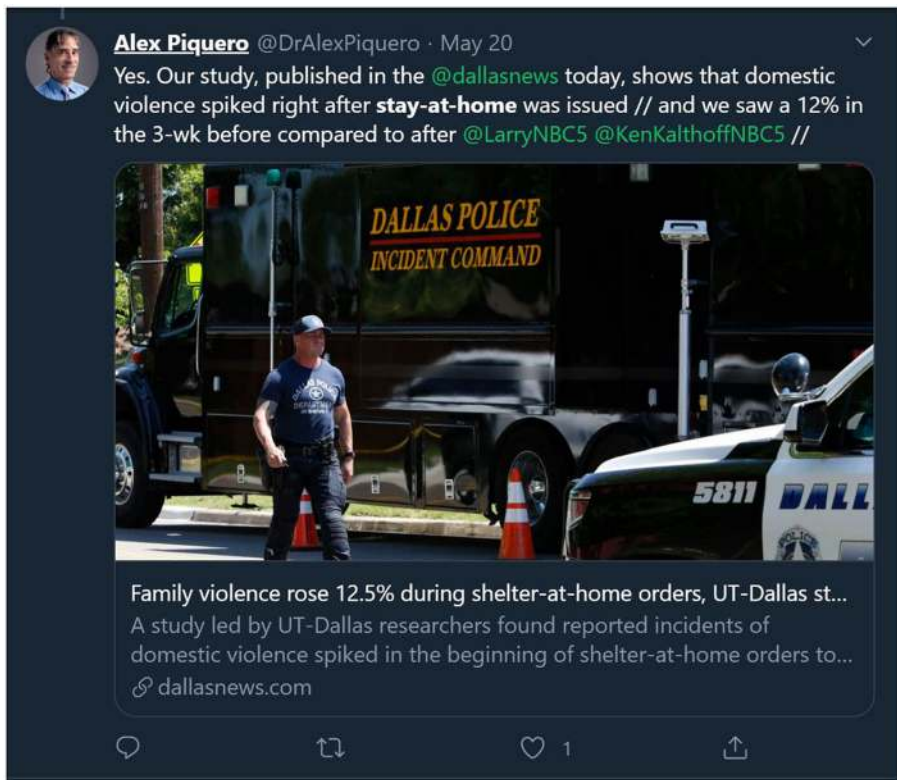 Alex Piquero @DrAlexPiquero · May 20
Yes. Our study, published in the @dallasnews today, shows that domestic
violence spiked right after stay-at-home was issued // and we saw a 12% in
the 3-wk before compared to after @LarryNBC5 @KenKalthoffNBC5 //
DALLAS POLICE
INCIDENT COMMAND
DALLAS POLICE
DEPARTMENT
5811
DALL
POLICE
Family violence rose 12.5% during shelter-at-home orders, UT-Dallas st...
A study led by UT-Dallas researchers found reported incidents of
domestic violence spiked in the beginning of shelter-at-home orders to...
dallasnews.com
1